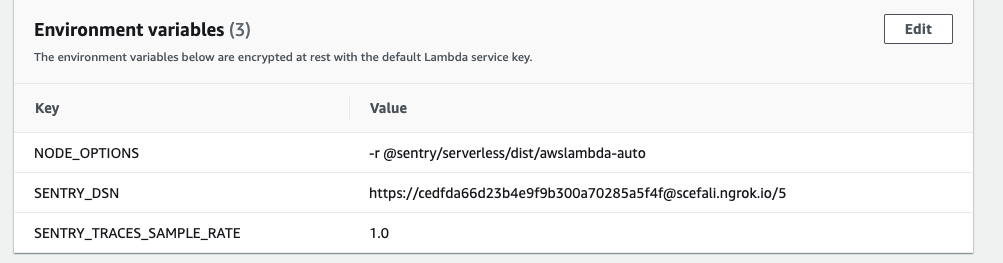 Environment variables (3)
Edit
The environment variables below are encrypted at rest with the default Lambda service key.
Key Value
NODE_OPTIONS -r @sentry/serverless/dist/awslambda-auto
SENTRY_DSN https://cedfda66d23b4e9f9b300a70285a5f4f@scefali.ngrok.io/5
SENTRY_TRACES_SAMPLE_RATE 1.0